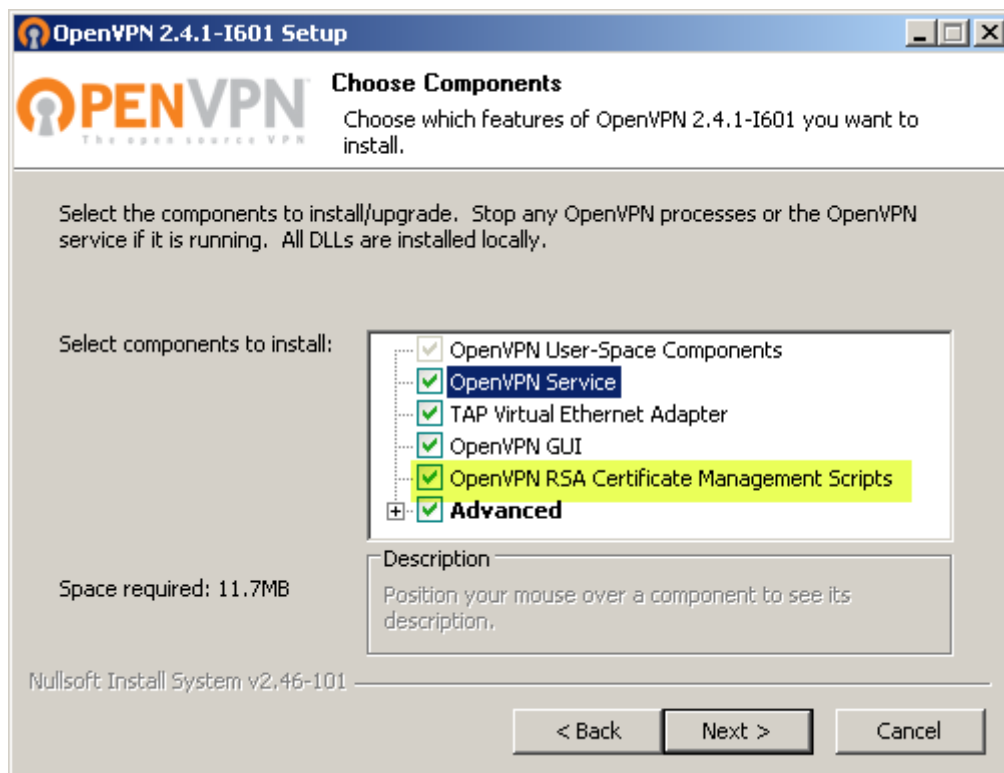 OpenVPN 2.4.1-I601 Setup
OPENVPN
The open source VPN
Choose Components
Choose which features of OpenVPN 2.4.1-I601 you want to
install.
Select the components to install/upgrade. Stop any OpenVPN processes or the OpenVPN
service if it is running. All DLLs are installed locally.
Select components to install:
OpenVPN User-Space Components
OpenVPN Service
TAP Virtual Ethernet Adapter
OpenVPN GUI
OpenVPN RSA Certificate Management Scripts
Advanced
Space required: 11.7MB
Description
Position your mouse over a component to see its
description.
Nullsoft Install System v2.46-101
< Back
Next >
Cancel